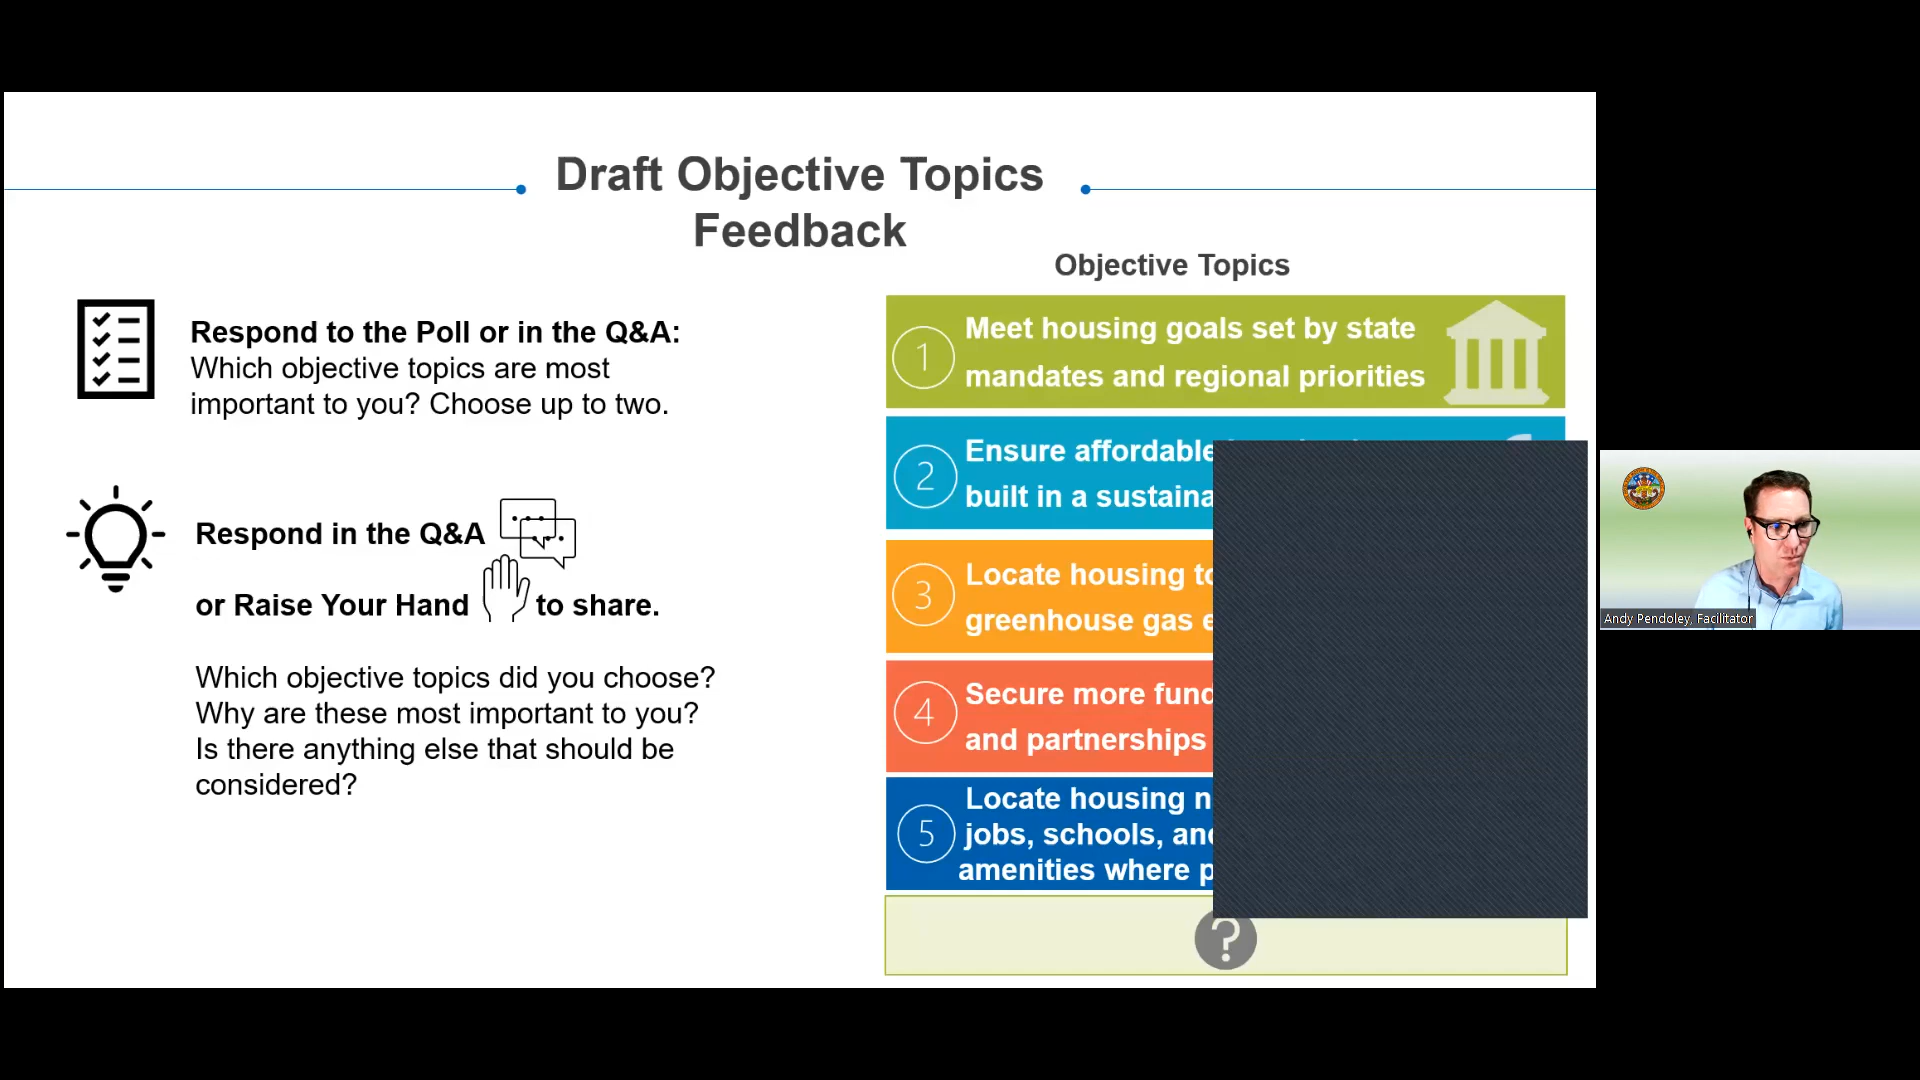 Draft Objective Topics
Feedback
Respond to the Poll or in the Q&A:
Which objective topics are most
important to you? Choose up to two.
Respond in the Q&A
or Raise Your Hand to share.
Which objective topics did you choose?
Why are these most important to you?
Is there anything else that should be
considered?
Objective Topics
1
Meet housing goals set by state
mandates and regional priorities
2
Ensure affordable
built in a
3
Locate housing
greenhouse gas
4
Secure more
and partnerships
5
Locate housing
jobs, schools,
amenities where
?
Andy Pendoley, Facilitator